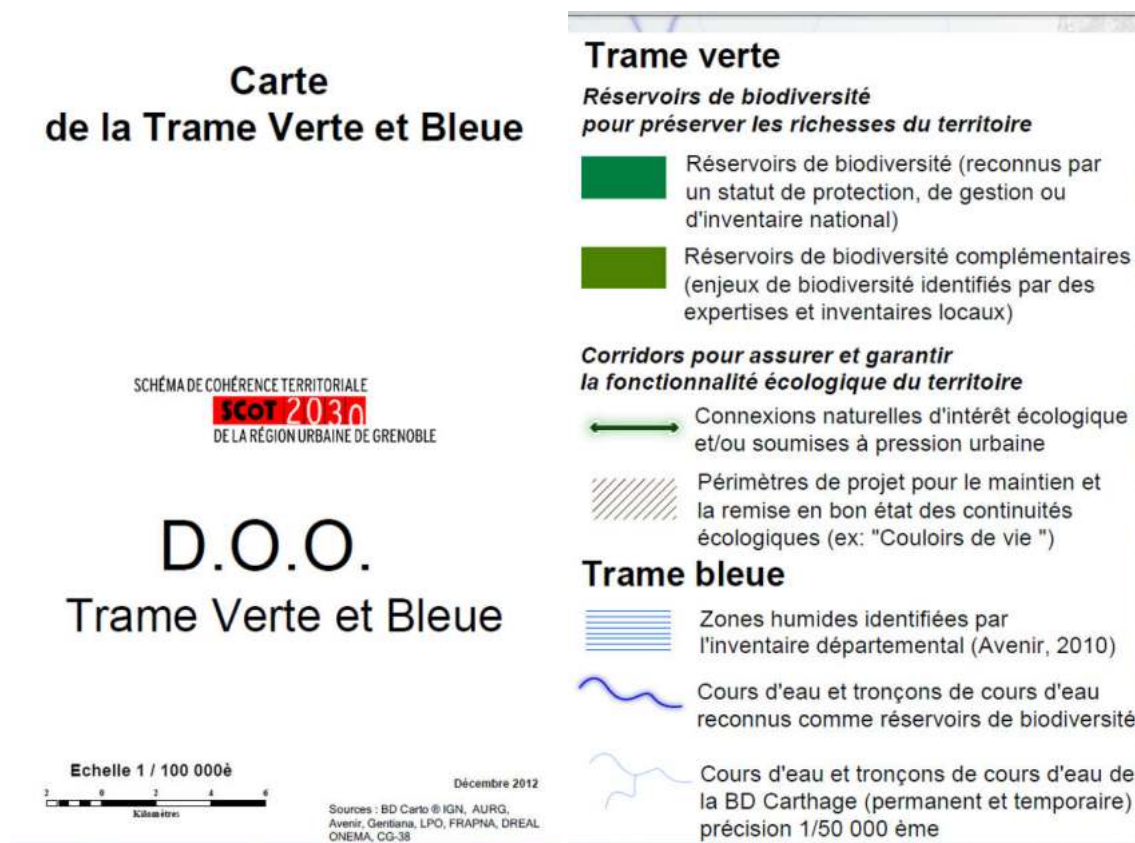 Carte
de la Trame Verte et Bleue
SCHÉMA DE COHÉRENCE TERRITORIALE
SCoT 2030
DE LA RÉGION URBAINE DE GRENOBLE
D.O.O.
Trame Verte et Bleue
Echelle 1 / 100 000è
2 0 2 4 6
Kilomètres
Décembre 2012
Sources : BD Carto ® IGN, AURG,
Avenir, Gentiana, LPO, FRAPNA, DREAL
ONEMA, CG-38
Trame verte
Réservoirs de biodiversité
pour préserver les richesses du territoire
Réservoirs de biodiversité (reconnus par
un statut de protection, de gestion ou
d'inventaire national)
Réservoirs de biodiversité complémentaires
(enjeux de biodiversité identifiés par des
expertises et inventaires locaux)
Corridors pour assurer et garantir
la fonctionnalité écologique du territoire
Connexions naturelles d'intérêt écologique
et/ou soumises à pression urbaine
Périmètres de projet pour le maintien et
la remise en bon état des continuités
écologiques (ex: "Couloirs de vie ")
Trame bleue
Zones humides identifiées par
l'inventaire départemental (Avenir, 2010)
Cours d'eau et tronçons de cours d'eau
reconnus comme réservoirs de biodiversité
Cours d'eau et tronçons de cours d'eau de
la BD Carthage (permanent et temporaire)
précision 1/50 000 ème